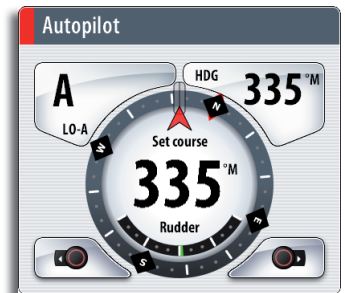 Autopilot
A
LO-A
HDG
335°M
N
W
Set course
335°M
E
Rudder
S